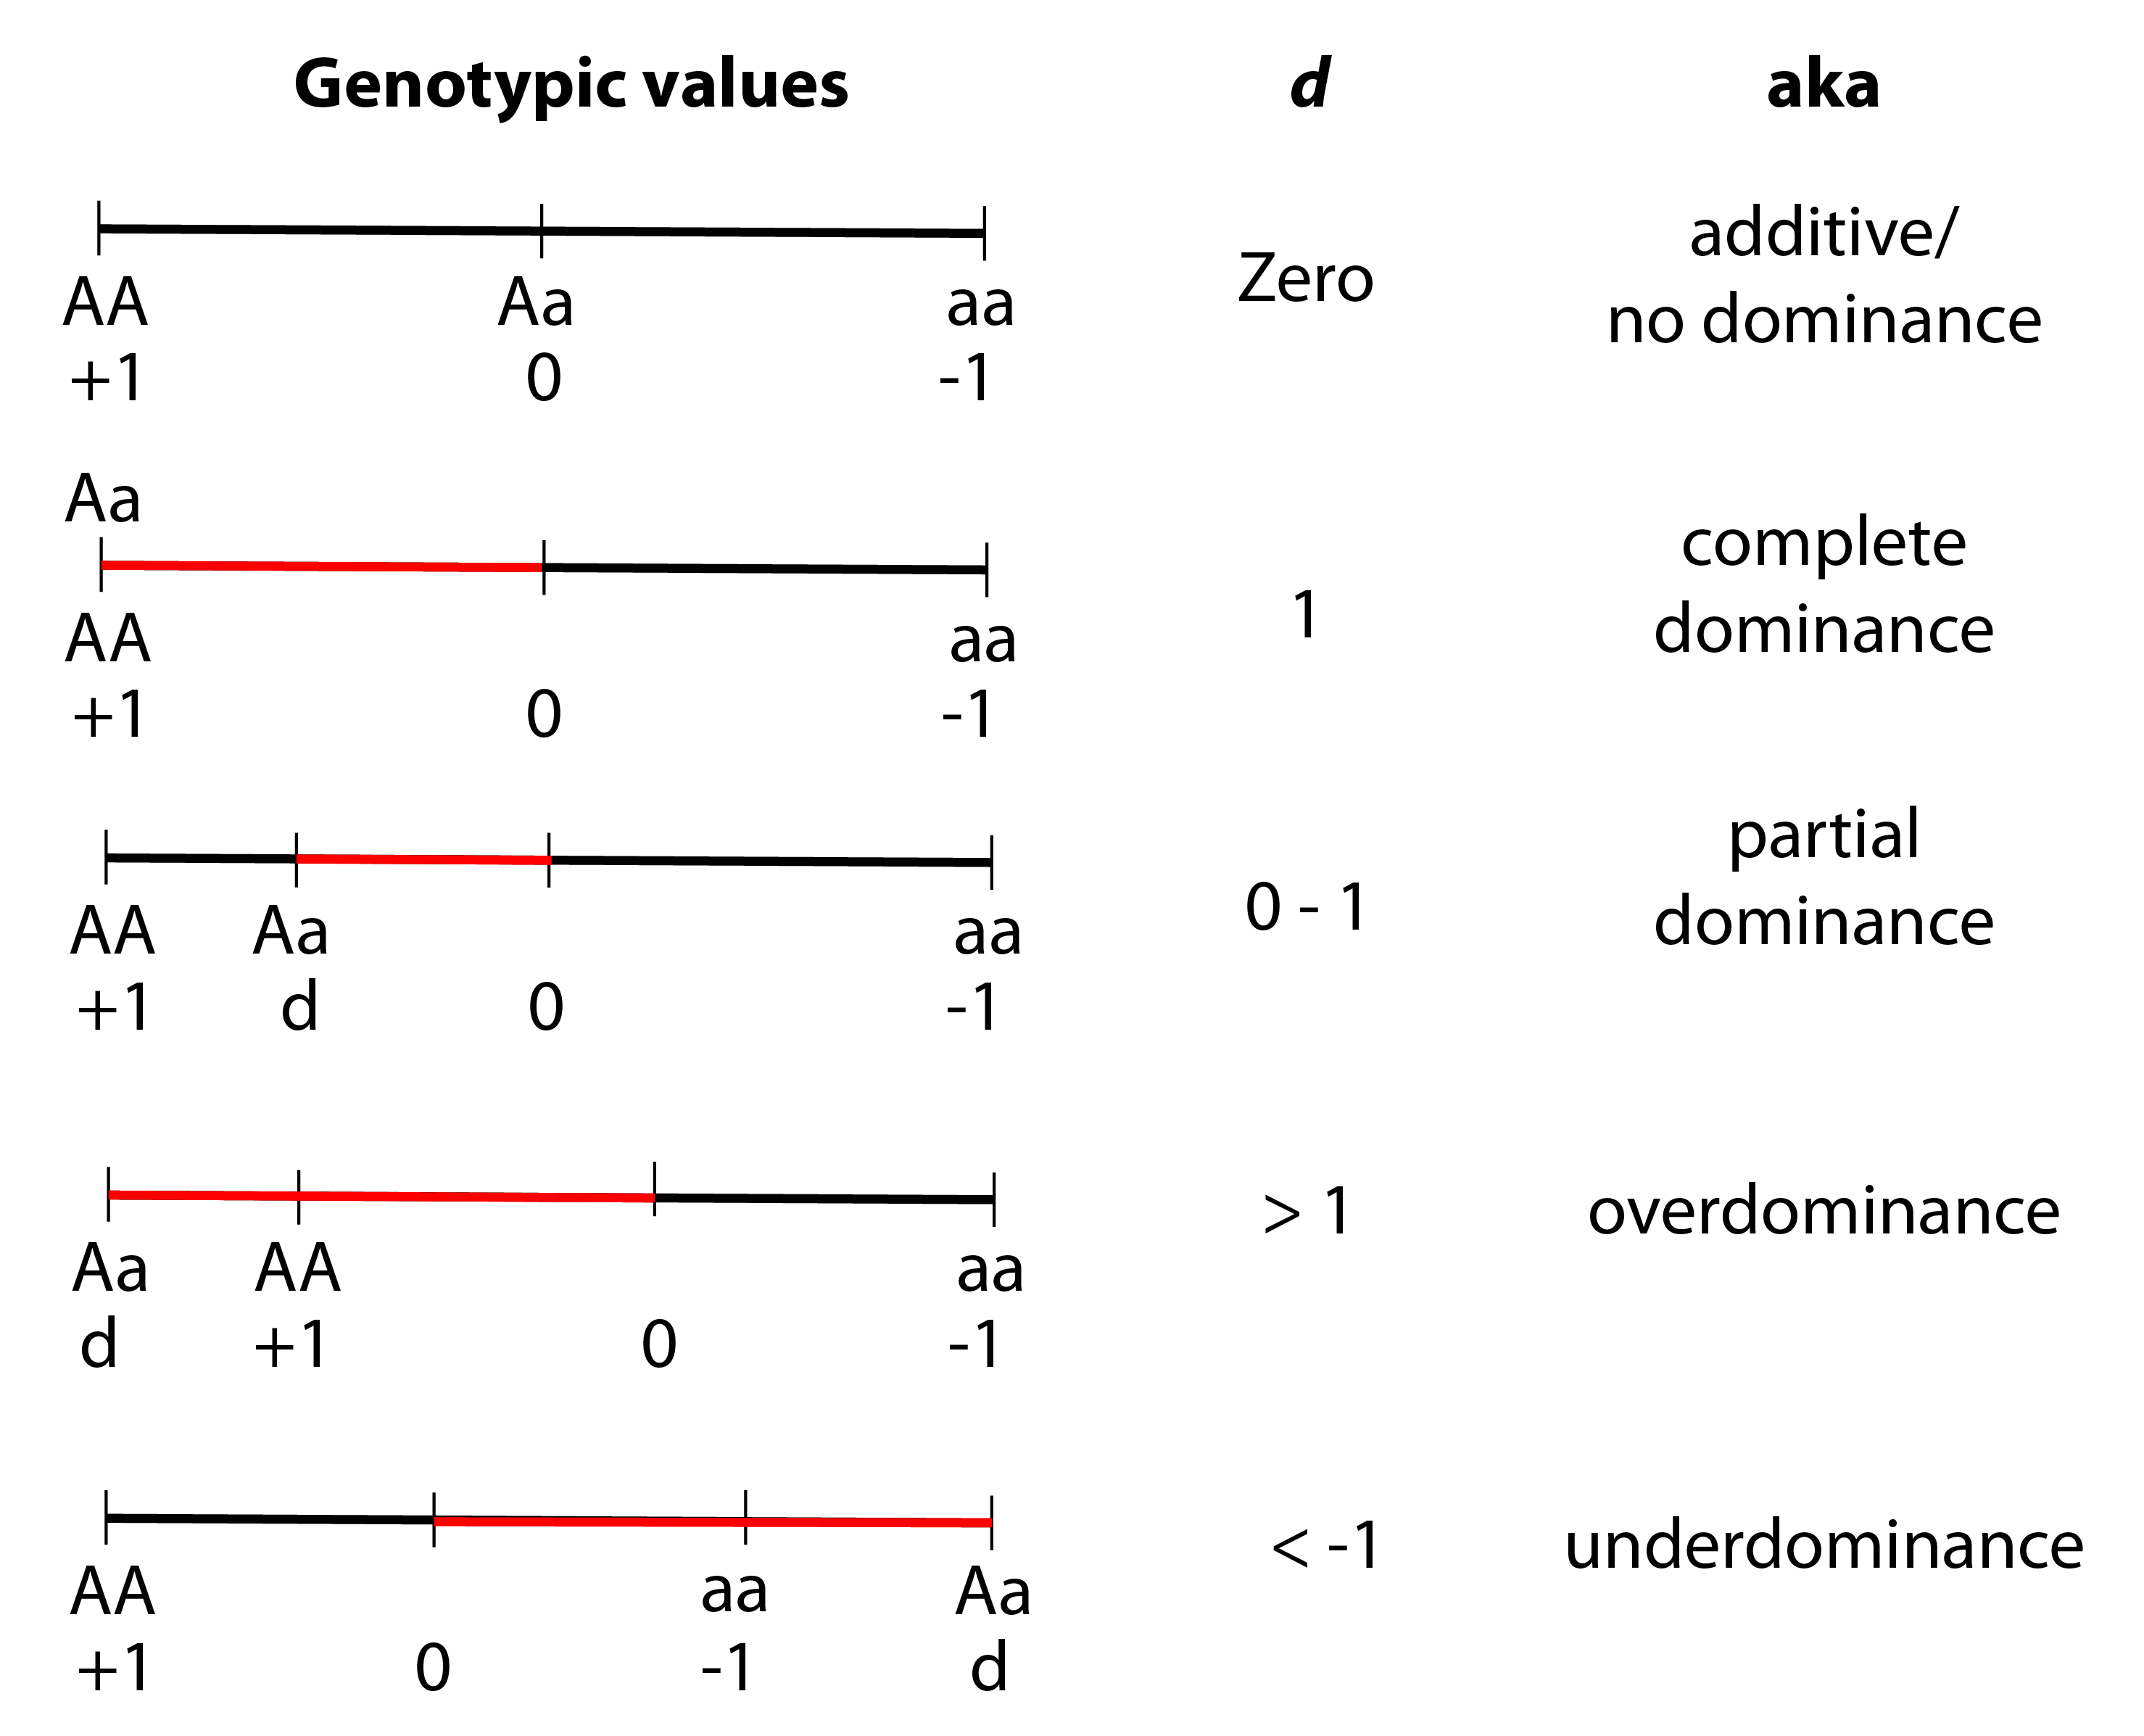 Genotypic values d aka
AA Aa aa
+1 0 -1
Zero
additive/
no dominance
Aa
AA aa
+1 0 -1
1
complete
dominance
AA Aa aa
+1 d 0 -1
0 - 1
partial
dominance
Aa AA aa
d +1 0 -1
> 1
overdominance
AA aa Aa
+1 0 -1 d
< -1
underdominance